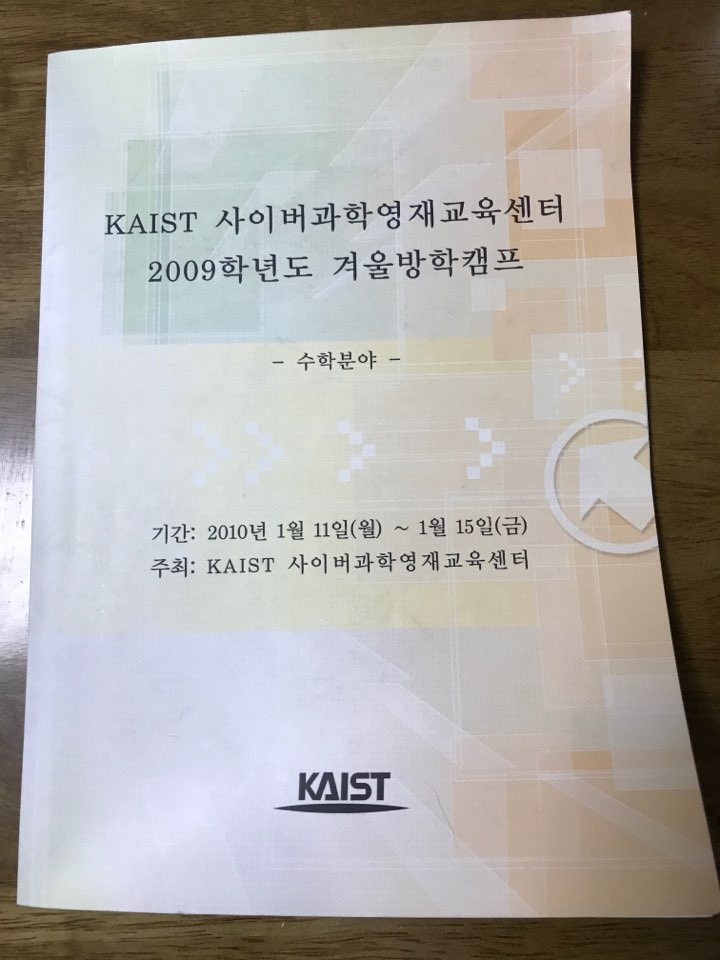 KAIST 사이버과학영재교육센터
2009학년도 겨울방학캠프
- 수학분야 -
기간: 2010년 1월 11일(월) ~ 1월 15일(금)
주최: KAIST 사이버과학영재교육센터
KAIST